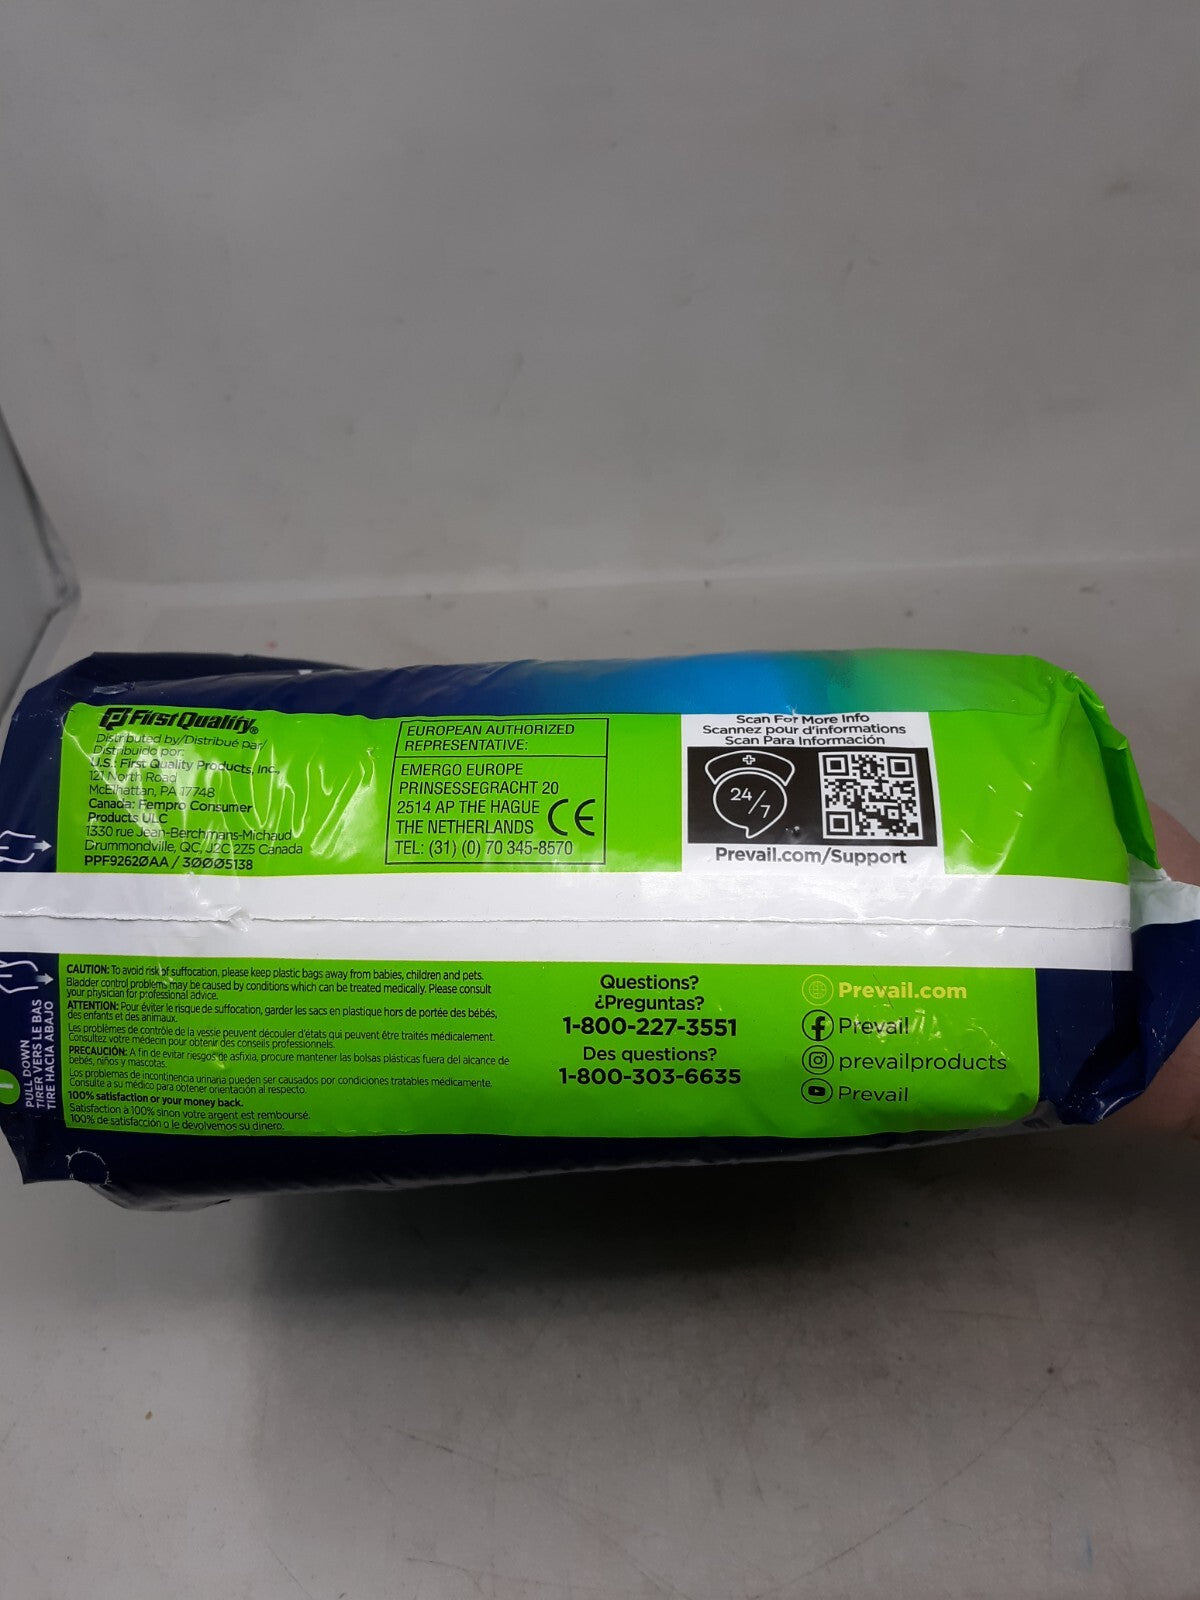 First Quality®
Distributed by/Distribué par/
Distribuido por:
U.S.: First Quality Products, Inc.,
121 North Road
McElhattan, PA 17748
Canada: Fempro Consumer
Products ULC
1330 rue Jean-Berchmans-Michaud
Drummondville, QC, J2C 2Z5 Canada
PPF9262ØAA / 3ØØØ5138
EUROPEAN AUTHORIZED
REPRESENTATIVE:
EMERGO EUROPE
PRINSESSEGRACHT 20
2514 AP THE HAGUE
THE NETHERLANDS
TEL: (31) (0) 70 345-8570
CE
Scan For More Info
Scannez pour d'informations
Scan Para Información
24/7
Prevail.com/Support
CAUTION: To avoid risk of suffocation, please keep plastic bags away from babies, children and pets.
Bladder control problems may be caused by conditions which can be treated medically. Please consult
your physician for professional advice.
ATTENTION: Pour éviter le risque de suffocation, garder les sacs en plastique hors de portée des bébés,
des enfants et des animaux.
Les problèmes de contrôle de la vessie peuvent découler d'états qui peuvent être traités médicalement.
Consultez votre médecin pour obtenir des conseils professionnels.
PRECAUCIÓN: A fin de evitar riesgos de asfixia, procure mantener las bolsas plásticas fuera del alcance de
bebés, niños y mascotas.
Los problemas de incontinencia urinaria pueden ser causados por condiciones tratables médicamente.
Consulte a su médico para obtener orientación al respecto.
100% satisfaction or your money back.
Satisfaction à 100% sinon votre argent est remboursé.
100% de satisfacción o le devolvemos su dinero.
Questions?
¿Preguntas?
1-800-227-3551
Des questions?
1-800-303-6635
Prevail.com
Prevail
prevailproducts
Prevail
PULL DOWN
TIRER VERS LE BAS
TIRE HACIA ABAJO